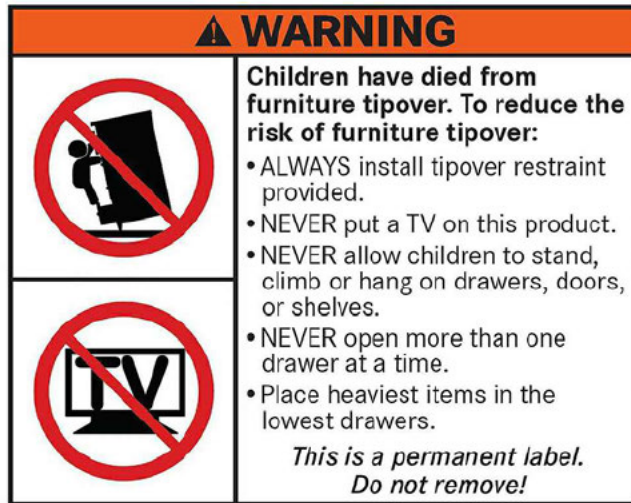 WARNING
Children have died from
furniture tipover. To reduce the
risk of furniture tipover:
• ALWAYS install tipover restraint
provided.
• NEVER put a TV on this product.
• NEVER allow children to stand,
climb or hang on drawers, doors,
or shelves.
• NEVER open more than one
drawer at a time.
• Place heaviest items in the
lowest drawers.
This is a permanent label.
Do not remove!
TV